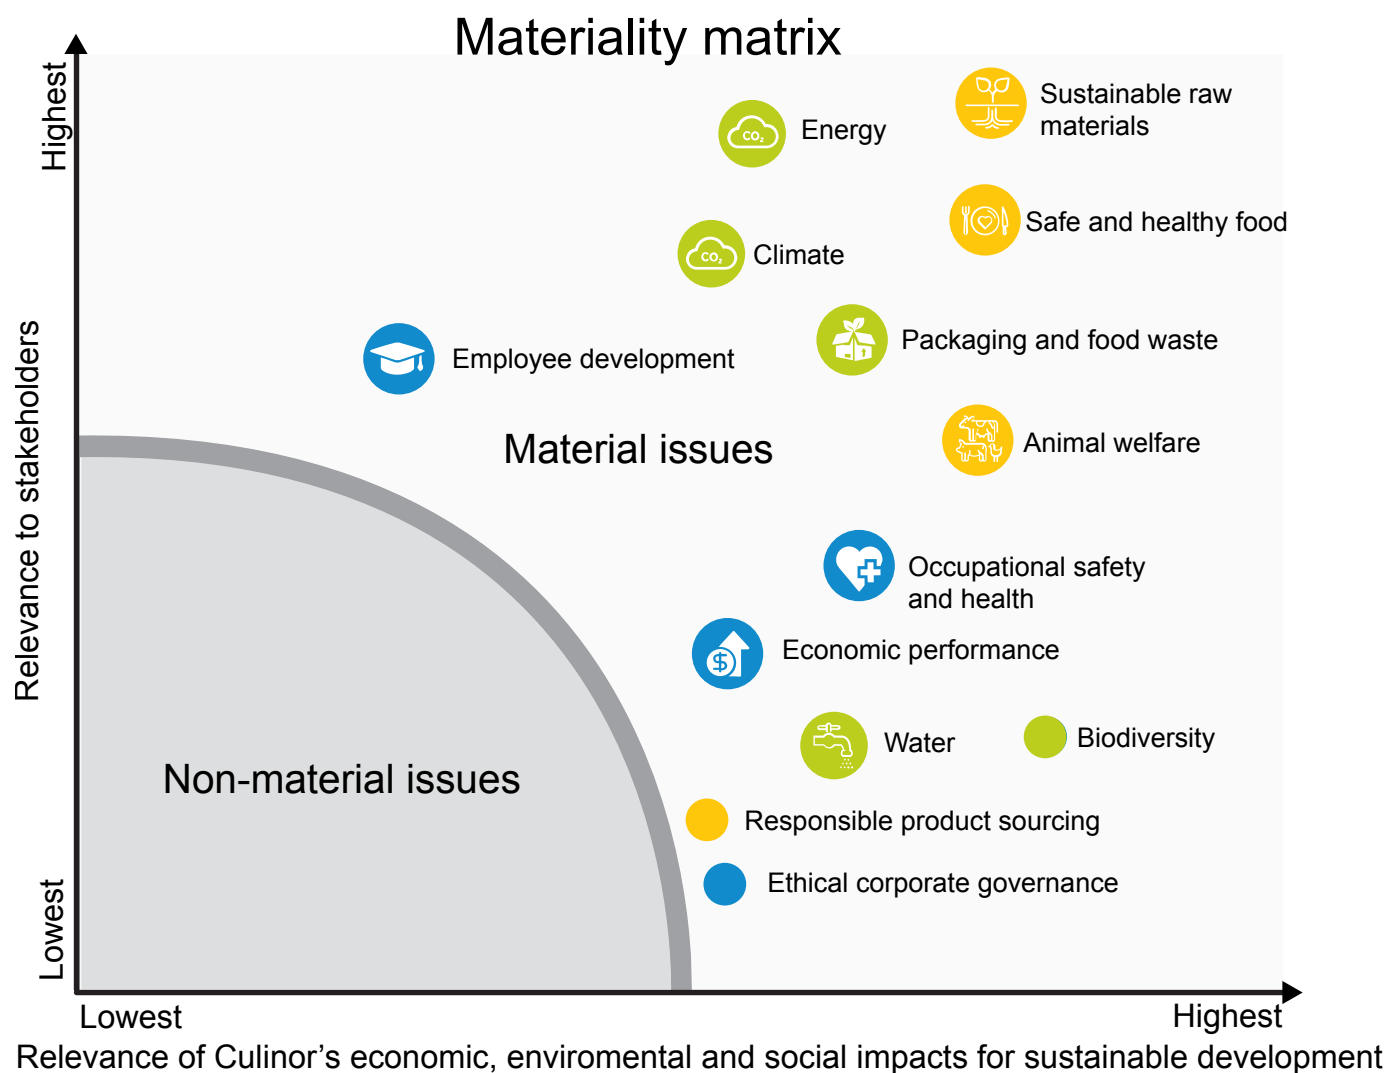 Materiality matrix
Highest
Sustainable raw
materials
CO₂
Energy
Safe and healthy food
CO₂
Climate
Packaging and food waste
Employee development
Relevance to stakeholders
Material issues
Animal welfare
Occupational safety
and health
$
Economic performance
Water
Biodiversity
Non-material issues
Responsible product sourcing
Ethical corporate governance
Lowest
Lowest
Highest
Relevance of Culinor’s economic, enviromental and social impacts for sustainable development